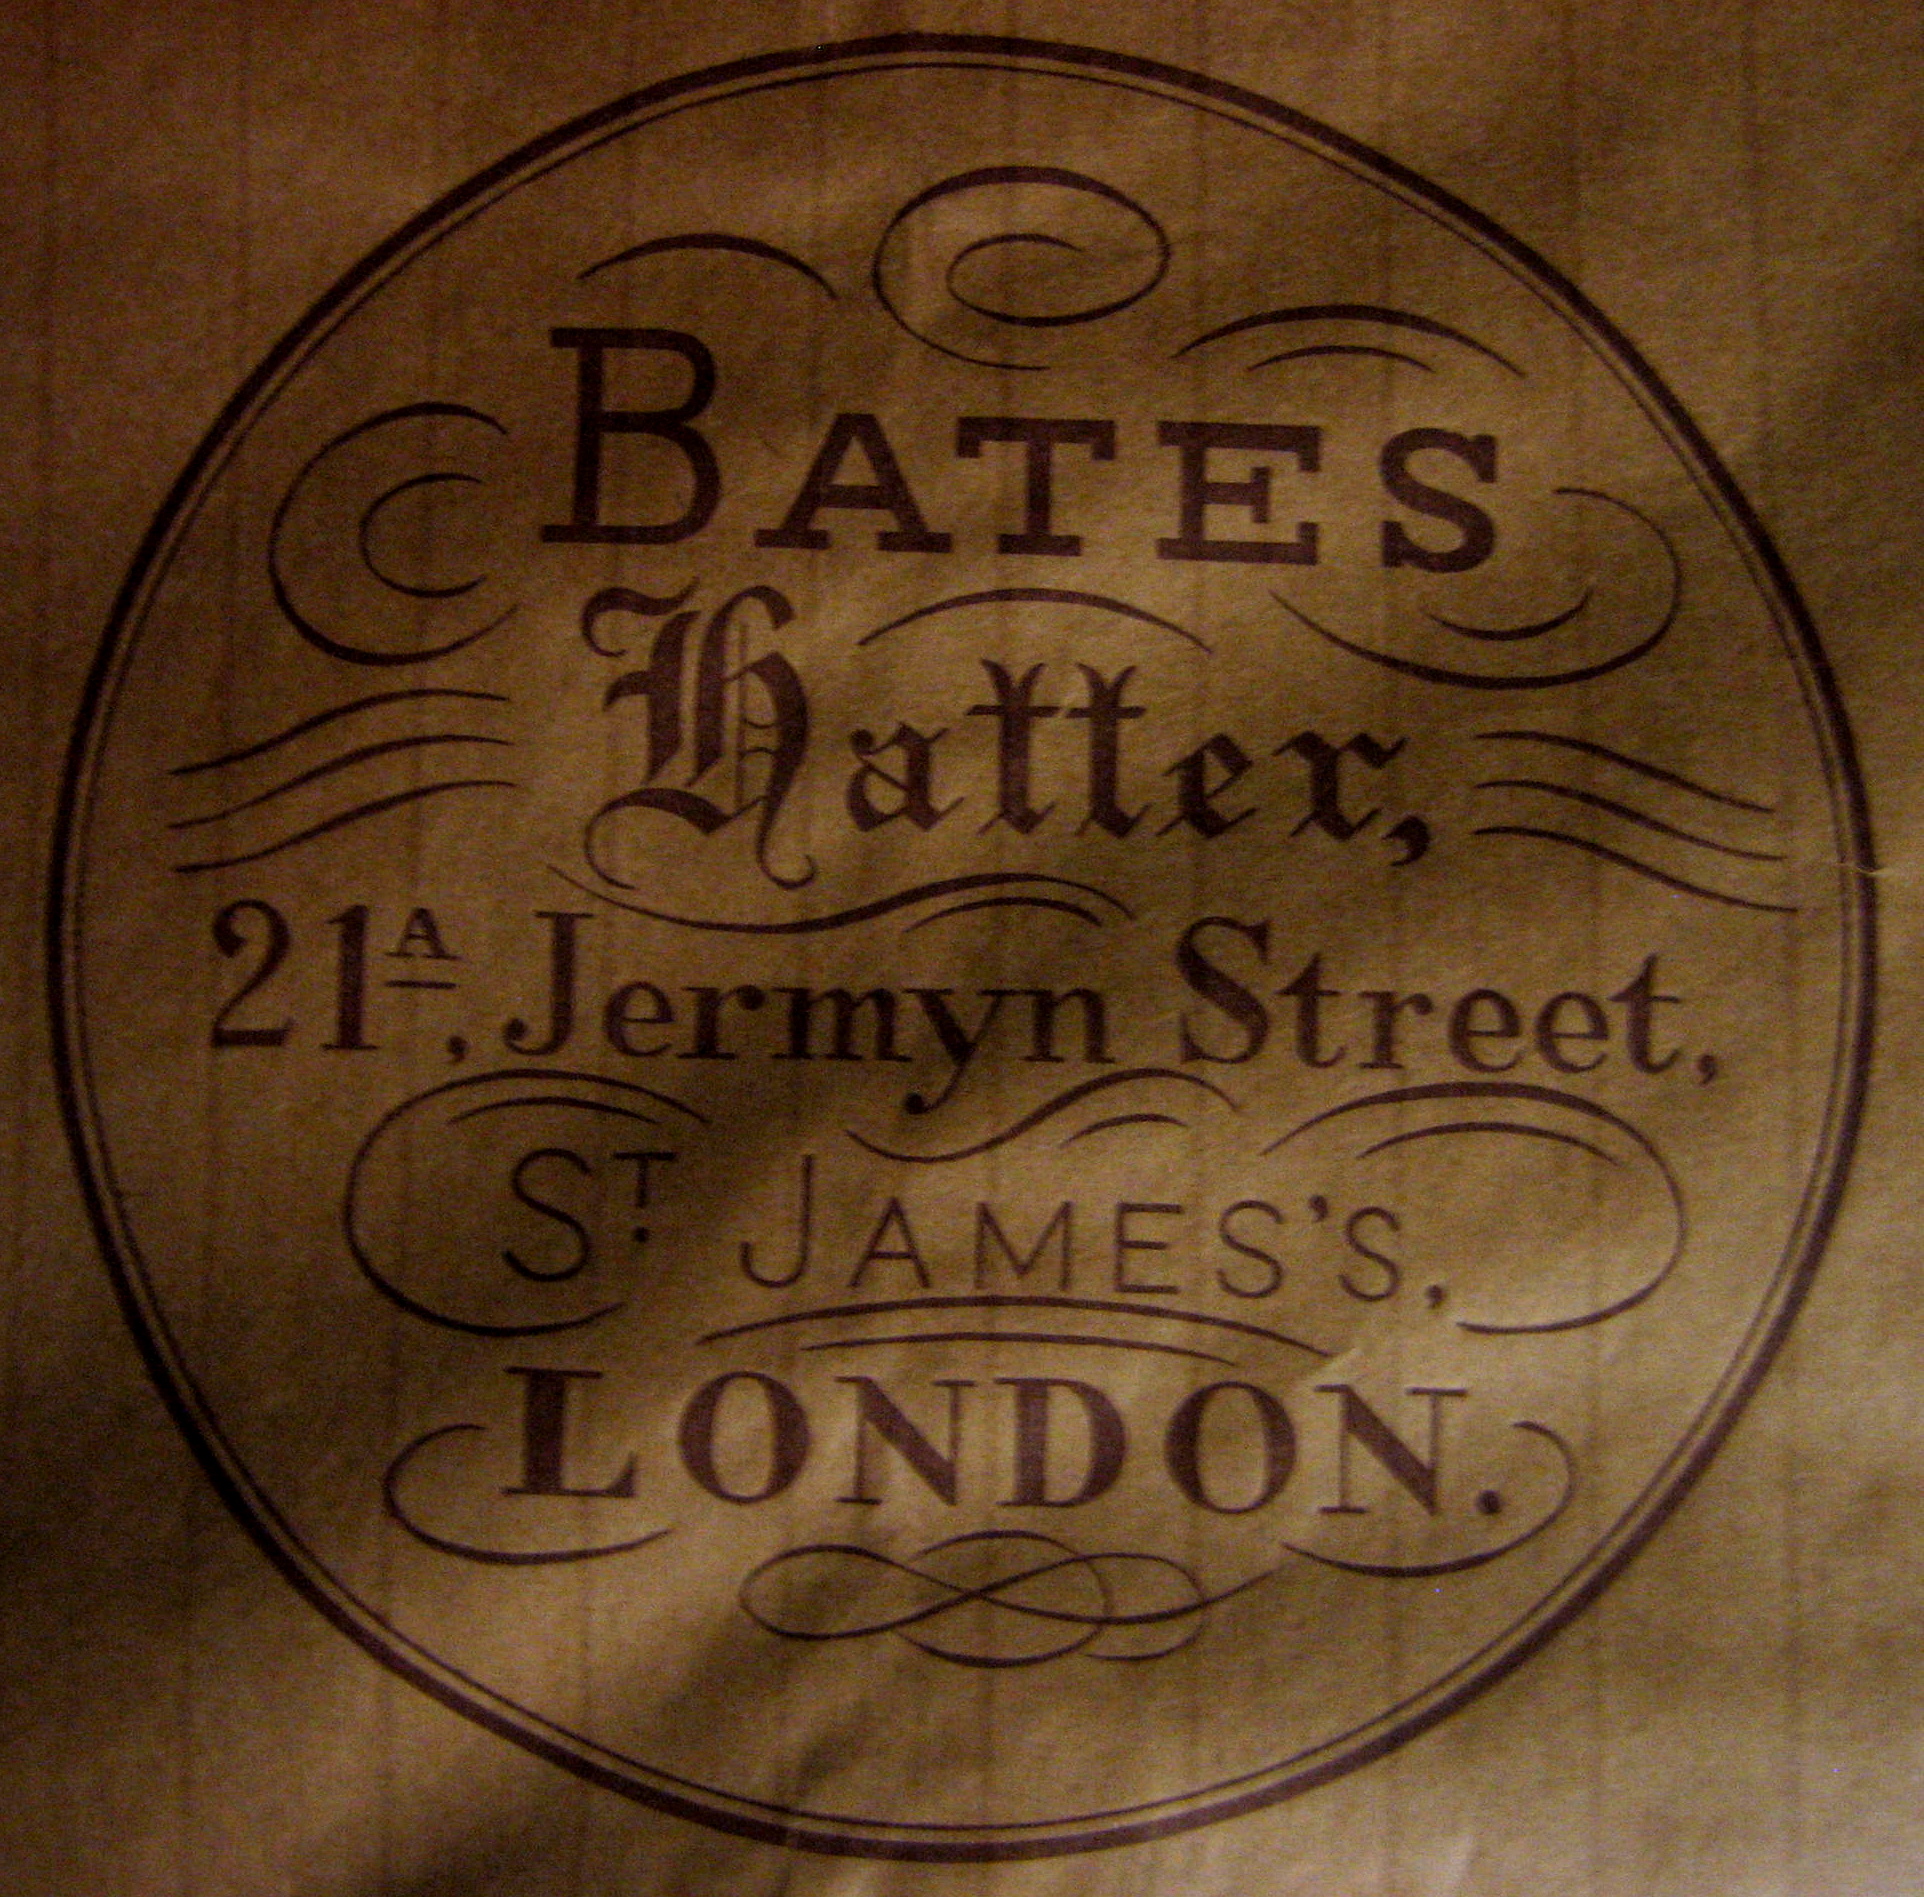 BATES
Hatter,
21A, Jermyn Street,
ST. JAMES'S,
LONDON.